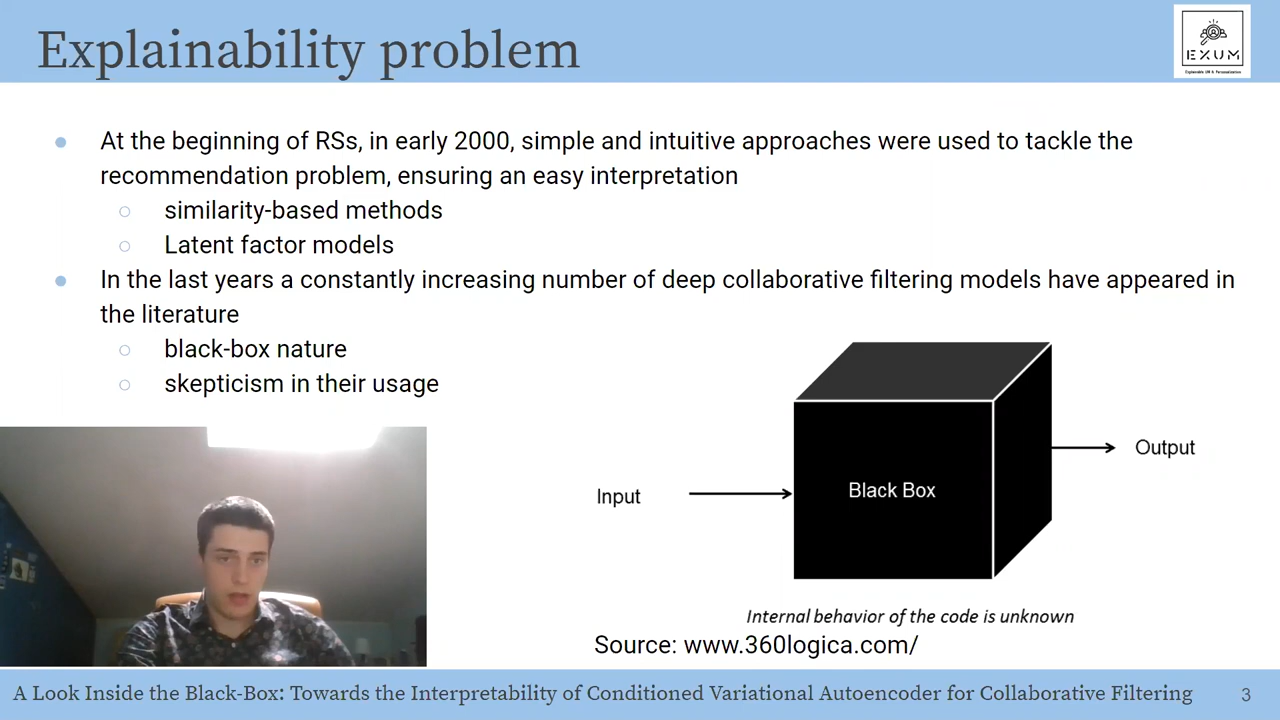 Explainability problem
EXUM
Explainable UM & Personalization
At the beginning of RSs, in early 2000, simple and intuitive approaches were used to tackle the
recommendation problem, ensuring an easy interpretation
similarity-based methods
Latent factor models
In the last years a constantly increasing number of deep collaborative filtering models have appeared in
the literature
black-box nature
skepticism in their usage
Input
Black Box
Output
Internal behavior of the code is unknown
Source: www.360logica.com/
A Look Inside the Black-Box: Towards the Interpretability of Conditioned Variational Autoencoder for Collaborative Filtering
3